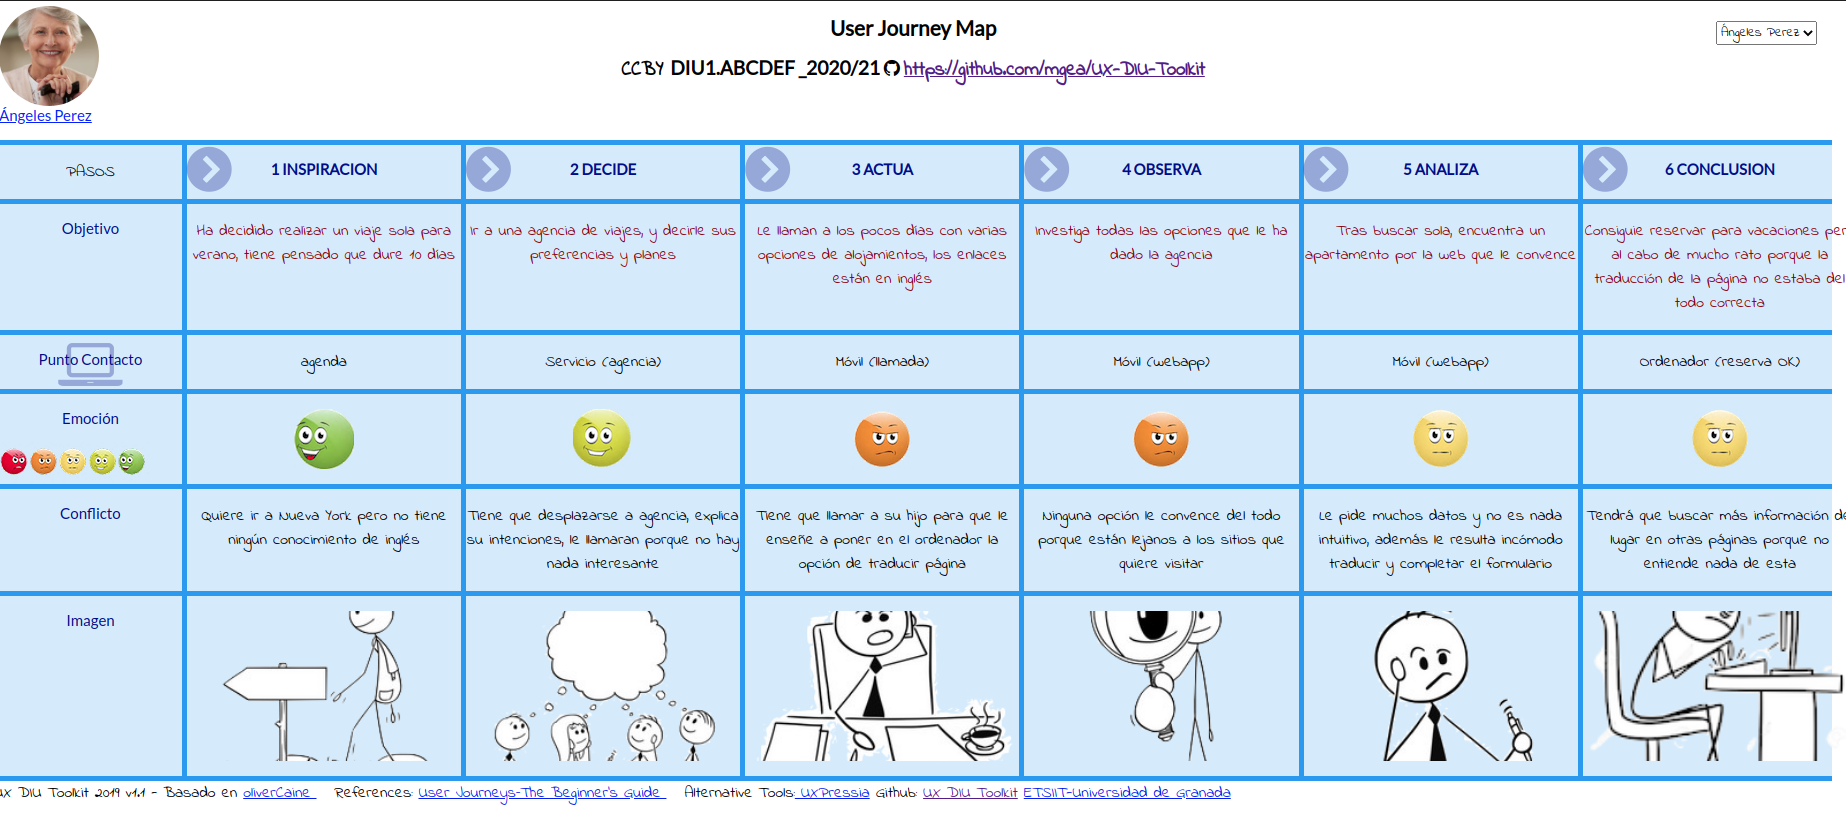 User Journey Map
Ángeles Perez
CCBY DIU1.ABCDEF_2020/21 https://github.com/mgea/UX-DIU-Toolkit
Ángeles Perez
PASOS
1 INSPIRACION
2 DECIDE
3 ACTUA
4 OBSERVA
5 ANALIZA
6 CONCLUSION
Objetivo
Ha decidido realizar un viaje sola para
verano, tiene pensado que dure 10 días
Ir a una agencia de viajes, y decirle sus
preferencias y planes
Le llaman a los pocos días con varias
opciones de alojamientos, los enlaces
están en inglés
Investiga todas las opciones que le ha
dado la agencia
Tras buscar sola, encuentra un
apartamento por la web que le convence
Consiguie reservar para vacaciones per
al cabo de mucho rato porque la
traducción de la página no estaba del
todo correcta
Punto Contacto
agenda
Servicio (agencia)
Móvil (llamada)
Móvil (webapp)
Móvil (webapp)
Ordenador (reserva OK)
Emoción
Conflicto
Quiere ir a Nueva York pero no tiene
ningún conocimiento de inglés
Tiene que desplazarse a agencia, explica
su intenciones, le llamaran porque no hay
nada interesante
Tiene que llamar a su hijo para que le
enseñe a poner en el ordenador la
opción de traducir página
Ninguna opción le convence del todo
porque están lejanos a los sitios que
quiere visitar
Le pide muchos datos y no es nada
intuitivo, además le resulta incómodo
traducir y completar el formulario
Tendrá que buscar más información de
lugar en otras páginas porque no
entiende nada de esta
Imagen
UX DIU Toolkit 2019 v1.1 - Basado en oliverCaine References: User Journeys-The Beginner's Guide Alternative Tools: UXPressia Github: UX DIU Toolkit ETSIIT-Universidad de Granada